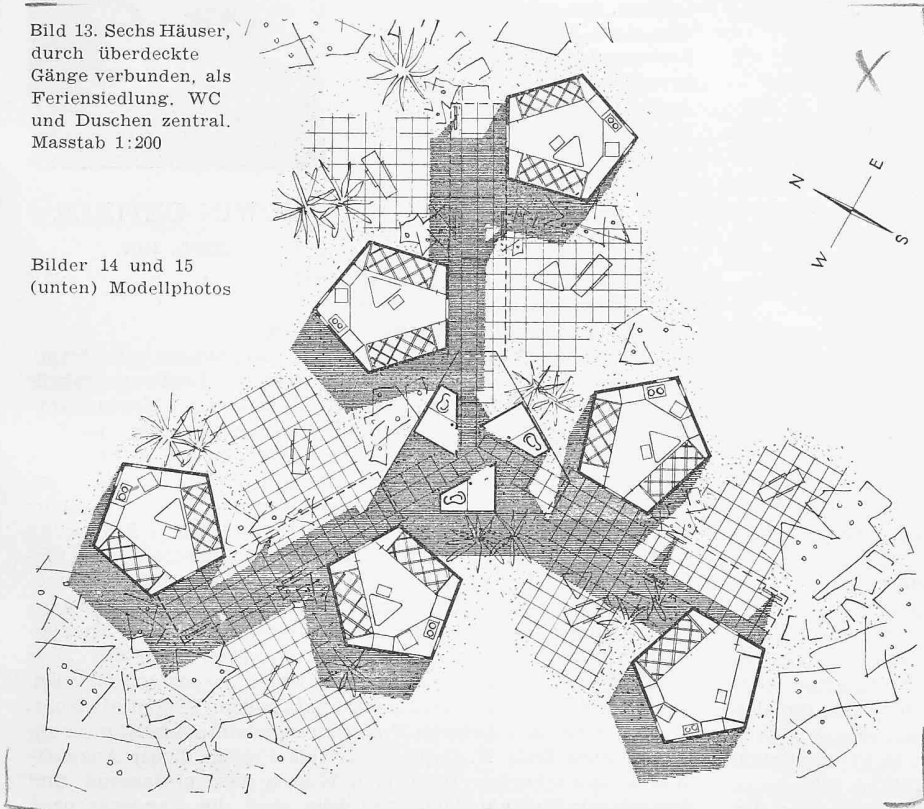 Bild 13. Sechs Häuser,
durch überdeckte
Gänge verbunden, als
Feriensiedlung. WC
und Duschen zentral.
Masstab 1:200
Bilder 14 und 15
(unten) Modellphotos
N
E
W
S